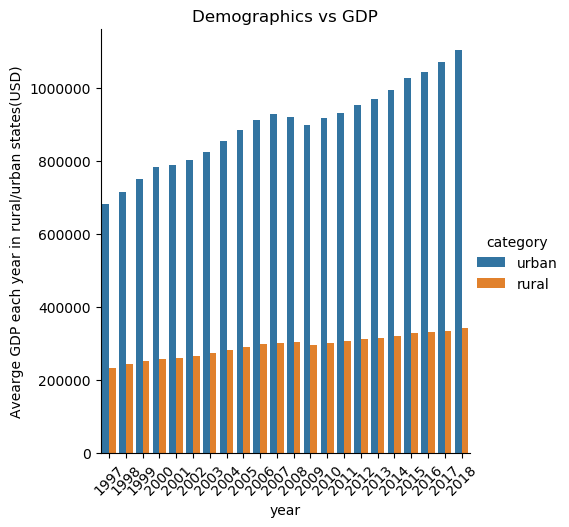 Demographics vs GDP
Avearge GDP each year in rural/urban states(USD)
1000000
800000
600000
400000
200000
0
1997 1998 1999 2000 2001 2002 2003 2004 2005 2006 2007 2008 2009 2010 2011 2012 2013 2014 2015 2016 2017 2018
year
category
urban
rural